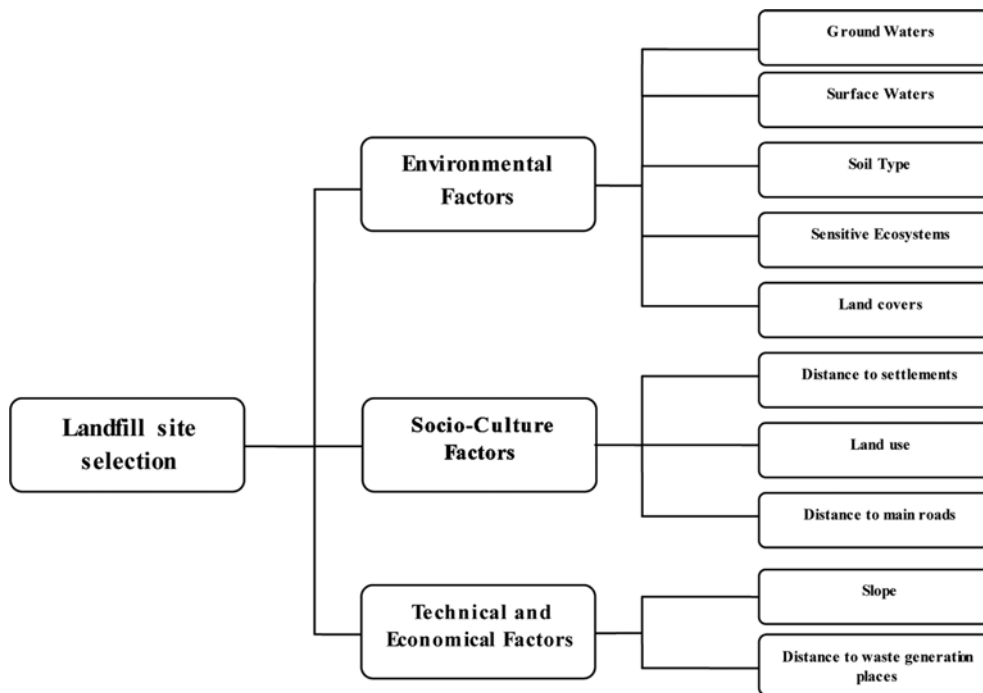 Landfill site
selection
Environmental
Factors
Ground Waters
Surface Waters
Soil Type
Sensitive Ecosystems
Land covers
Socio-Culture
Factors
Distance to settlements
Land use
Distance to main roads
Technical and
Economical Factors
Slope
Distance to waste generation
places